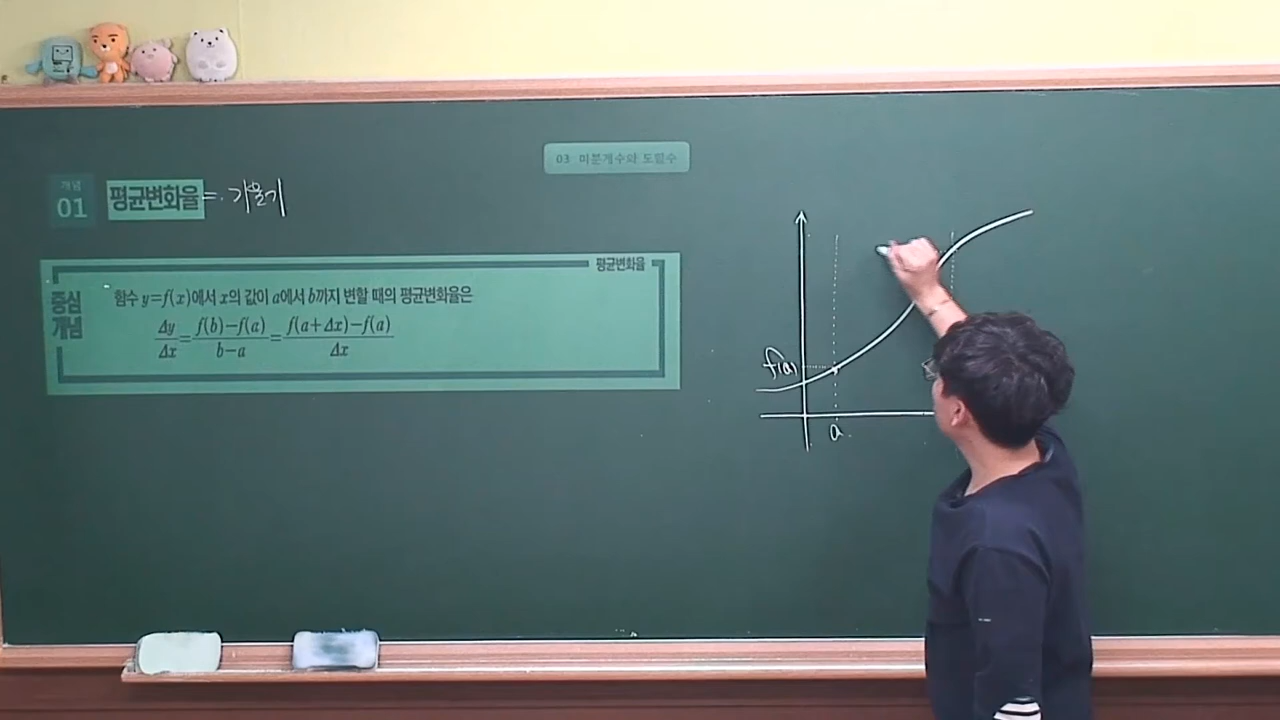 03 미분계수와 도함수
개념
01
평균변화율 = 기울기
평균변화율
중심
개념
함수 y=f(x)에서 x의 값이 a에서 b까지 변할 때의 평균변화율은
Δy/Δx = f(b)-f(a)/b-a = f(a+Δx)-f(a)/Δx
f(a)
a